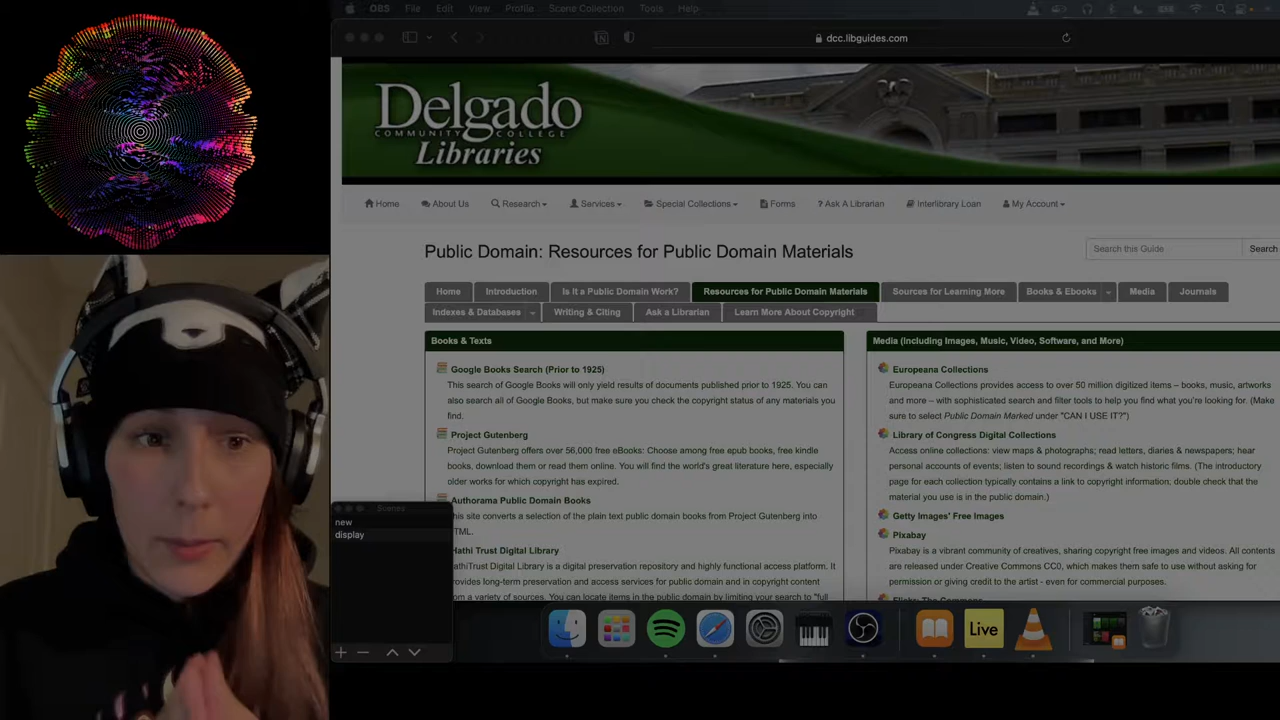 OBS File Edit View Profile Scene Collection Tools Help
dcc.libguides.com
Delgado
COMMUNITY COLLEGE
Libraries
Home About Us Research Services Special Collections Forms ? Ask A Librarian Interlibrary Loan My Account
Public Domain: Resources for Public Domain Materials
Search this Guide Search
Home Introduction Is It a Public Domain Work? Resources for Public Domain Materials Sources for Learning More Books & Ebooks Media Journals
Indexes & Databases Writing & Citing Ask a Librarian Learn More About Copyright
Books & Texts
Google Books Search (Prior to 1925)
This search of Google Books will only yield results of documents published prior to 1925. You can
also search all of Google Books, but make sure you check the copyright status of any materials you
find.
Project Gutenberg
Project Gutenberg offers over 56,000 free eBooks: Choose among free epub books, free kindle
books, download them or read them online. You will find the world's great literature here, especially
older works for which copyright has expired.
Authorama Public Domain Books
This site converts a selection of the plain text public domain books from Project Gutenberg into
HTML.
Hathi Trust Digital Library
HathiTrust Digital Library is a digital preservation repository and highly functional access platform. It
provides long-term preservation and access services for public domain and in copyright content
from a variety of sources. You can locate items in the public domain by limiting your search to "full
Media (Including Images, Music, Video, Software, and More)
Europeana Collections
Europeana Collections provides access to over 50 million digitized items – books, music, artworks
and more – with sophisticated search and filter tools to help you find what you're looking for. (Make
sure to select Public Domain Marked under "CAN I USE IT?")
Library of Congress Digital Collections
Access online collections: view maps & photographs; read letters, diaries & newspapers; hear
personal accounts of events; listen to sound recordings & watch historic films. (The introductory
page for each collection typically contains a link to copyright information; double check that the
material you use is in the public domain.)
Getty Images' Free Images
Pixabay
Pixabay is a vibrant community of creatives, sharing copyright free images and videos. All contents
are released under Creative Commons CC0, which makes them safe to use without asking for
permission or giving credit to the artist - even for commercial purposes.
Flickr: The Commons
Scenes
new
display
Live